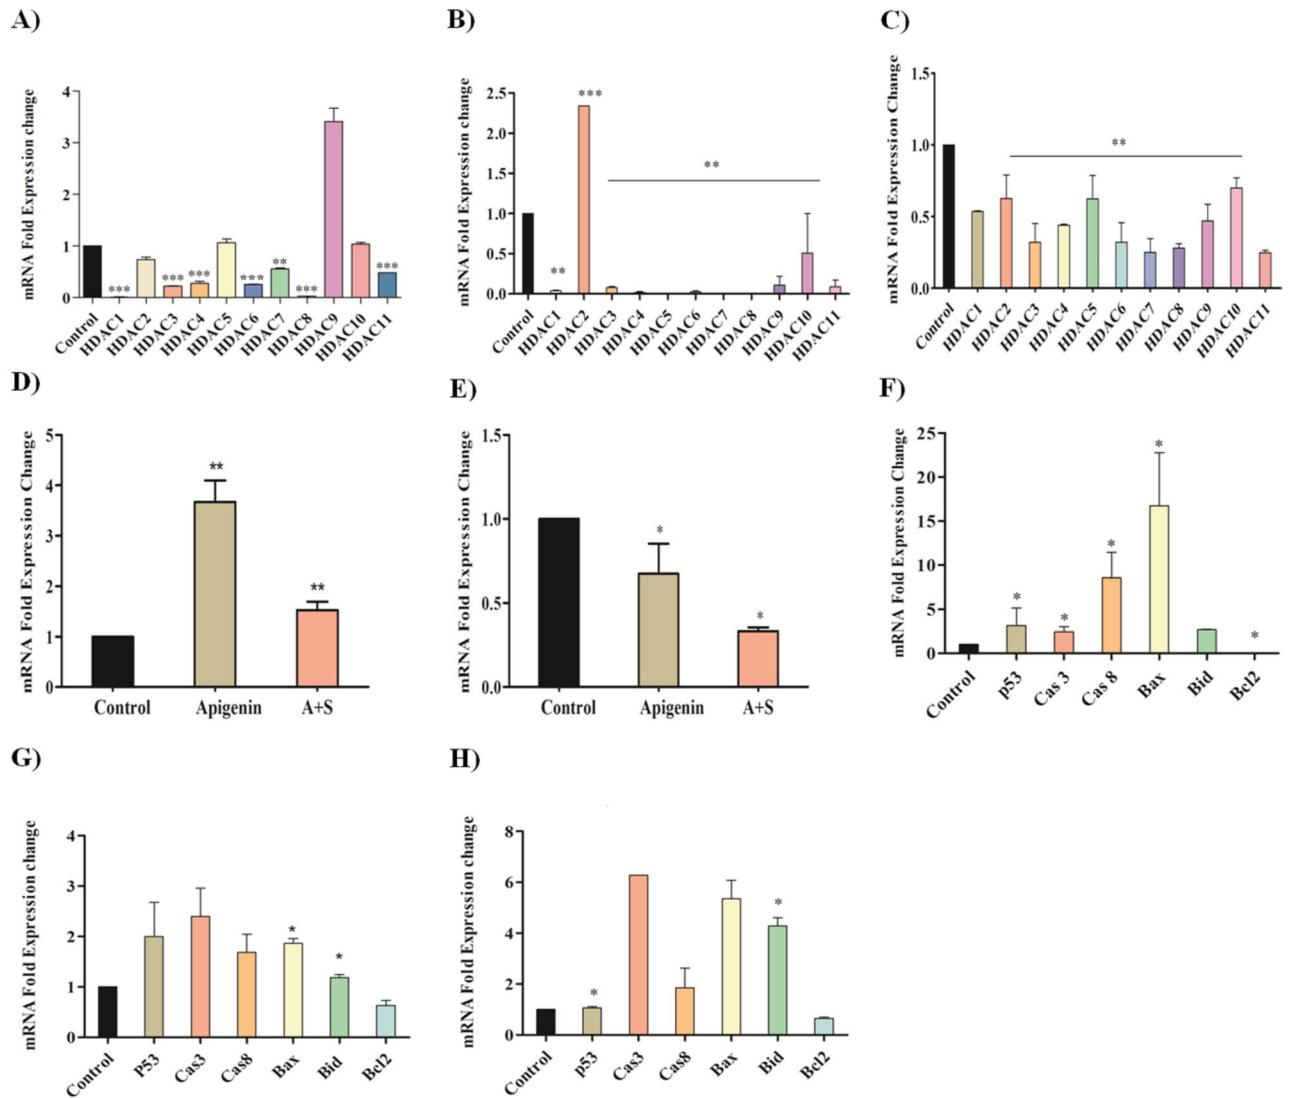 A)
mRNA Fold Expression change
4
3
2
1
0
***
***
***
***
**
***
***
Control
HDAC1
HDAC2
HDAC3
HDAC4
HDAC5
HDAC6
HDAC7
HDAC8
HDAC9
HDAC10
HDAC11
B)
mRNA Fold Expression change
2.5
2.0
1.5
1.0
0.5
0.0
**
***
**
Control
HDAC1
HDAC2
HDAC3
HDAC4
HDAC5
HDAC6
HDAC7
HDAC8
HDAC9
HDAC10
HDAC11
C)
mRNA Fold Expression Change
1.5
1.0
0.5
0.0
**
Control
HDAC1
HDAC2
HDAC3
HDAC4
HDAC5
HDAC6
HDAC7
HDAC8
HDAC9
HDAC10
HDAC11
D)
mRNA Fold Expression Change
5
4
3
2
1
0
**
**
Control
Apigenin
A+S
E)
mRNA Fold Expression Change
1.5
1.0
0.5
0.0
*
*
Control
Apigenin
A+S
F)
mRNA Fold Expression Change
25
20
15
10
5
0
*
*
*
*
*
Control
p53
Cas 3
Cas 8
Bax
Bid
Bcl2
G)
mRNA Fold Expression change
4
3
2
1
0
*
*
Control
P53
Cas3
Cas8
Bax
Bid
Bcl2
H)
mRNA Fold Expression change
8
6
4
2
0
*
*
Control
p53
Cas3
Cas8
Bax
Bid
Bcl2